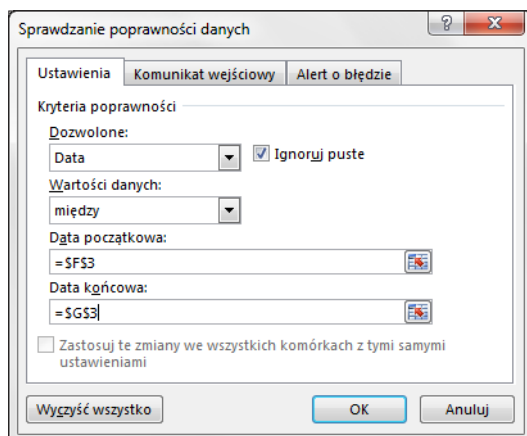 Sprawdzanie poprawności danych
Ustawienia
Komunikat wejściowy
Alert o błędzie
Kryteria poprawności
Dozwolone:
Data
Ignoruj puste
Wartości danych:
między
Data początkowa:
=$F$3
Data końcowa:
=$G$3
Zastosuj te zmiany we wszystkich komórkach z tymi samymi
ustawieniami
Wyczyść wszystko
OK
Anuluj